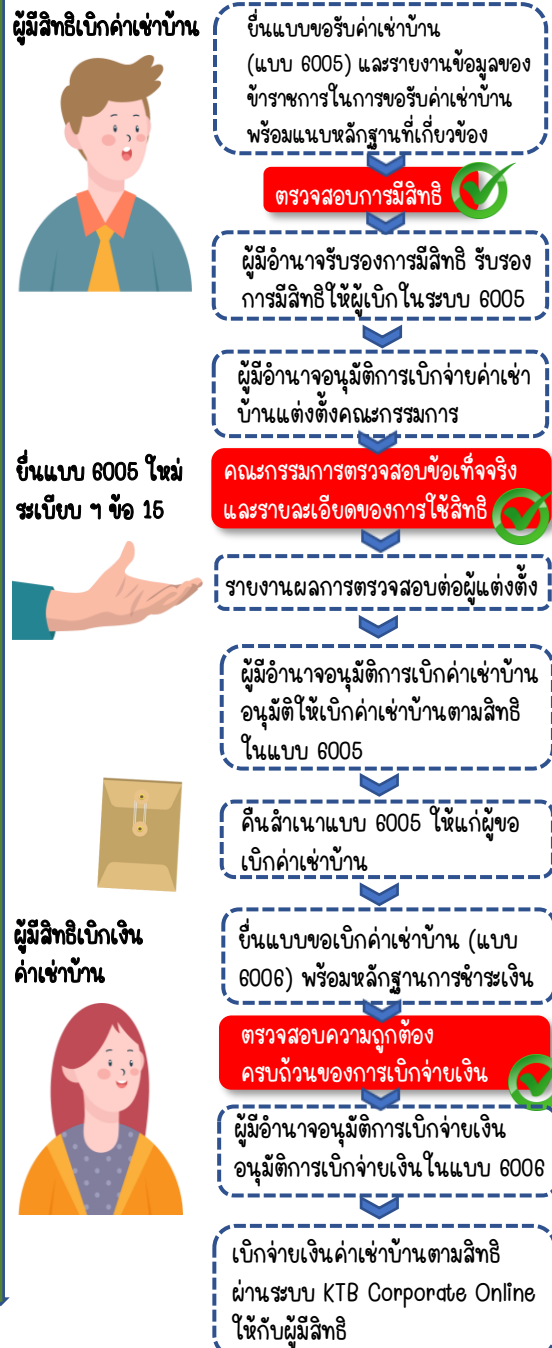 ผู้มีสิทธิเบิกค่าเช่าบ้าน
ยื่นแบบขอรับค่าเช่าบ้าน
(แบบ 6005) และรายงานข้อมูลของ
ข้าราชการในการขอรับค่าเช่าบ้าน
พร้อมแนบหลักฐานที่เกี่ยวข้อง
ตรวจสอบการมีสิทธิ
ผู้มีอำนาจรับรองการมีสิทธิ รับรอง
การมีสิทธิให้ผู้เบิกในระบบ 6005
ผู้มีอำนาจอนุมัติการเบิกจ่ายค่าเช่า
บ้านแต่งตั้งคณะกรรมการ
ยื่นแบบ 6005 ใหม่
ระเบียบ ฯ ข้อ 15
คณะกรรมการตรวจสอบข้อเท็จจริง
และรายละเอียดของการใช้สิทธิ
รายงานผลการตรวจสอบต่อผู้แต่งตั้ง
ผู้มีอำนาจอนุมัติการเบิกค่าเช่าบ้าน
อนุมัติให้เบิกค่าเช่าบ้านตามสิทธิ
ในแบบ 6005
คืนสำเนาแบบ 6005 ให้แก่ผู้ขอ
เบิกค่าเช่าบ้าน
ผู้มีสิทธิเบิกเงิน
ค่าเช่าบ้าน
ยื่นแบบขอเบิกค่าเช่าบ้าน (แบบ
6006) พร้อมหลักฐานการชำระเงิน
ตรวจสอบความถูกต้อง
ครบถ้วนของการเบิกจ่ายเงิน
ผู้มีอำนาจอนุมัติการเบิกจ่ายเงิน
อนุมัติการเบิกจ่ายเงินในแบบ 6006
เบิกจ่ายเงินค่าเช่าบ้านตามสิทธิ
ผ่านระบบ KTB Corporate Online
ให้กับผู้มีสิทธิ